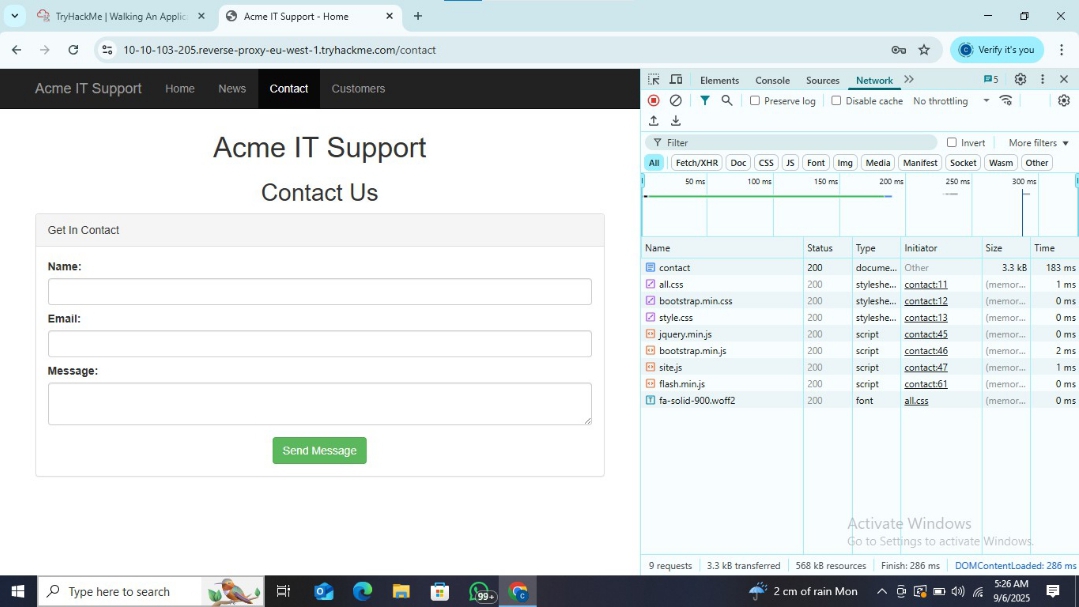 TryHackMe | Walking An Applic
Acme IT Support - Home
10-10-103-205.reverse-proxy-eu-west-1.tryhackme.com/contact
Verify it's you
Acme IT Support Home News Contact Customers
Acme IT Support
Contact Us
Get In Contact
Name:
Email:
Message:
Send Message
Elements Console Sources Network 5
Preserve log Disable cache No throttling
Filter Invert More filters
All Fetch/XHR Doc CSS JS Font Img Media Manifest Socket Wasm Other
50 ms 100 ms 150 ms 200 ms 250 ms 300 ms
Name Status Type Initiator Size Time
contact 200 docume... Other 3.3 kB 183 ms
all.css 200 styleshe... contact:11 (memor... 1 ms
bootstrap.min.css 200 styleshe... contact:12 (memor... 0 ms
style.css 200 styleshe... contact:13 (memor... 0 ms
jquery.min.js 200 script contact:45 (memor... 0 ms
bootstrap.min.js 200 script contact:46 (memor... 2 ms
site.js 200 script contact:47 (memor... 1 ms
flash.min.js 200 script contact:61 (memor... 0 ms
fa-solid-900.woff2 200 font all.css (memor... 0 ms
Activate Windows
Go to Settings to activate Windows.
9 requests 3.3 kB transferred 568 kB resources Finish: 286 ms DOMContentLoaded: 286 ms
Type here to search
99+
2 cm of rain Mon
5:26 AM
9/6/2025